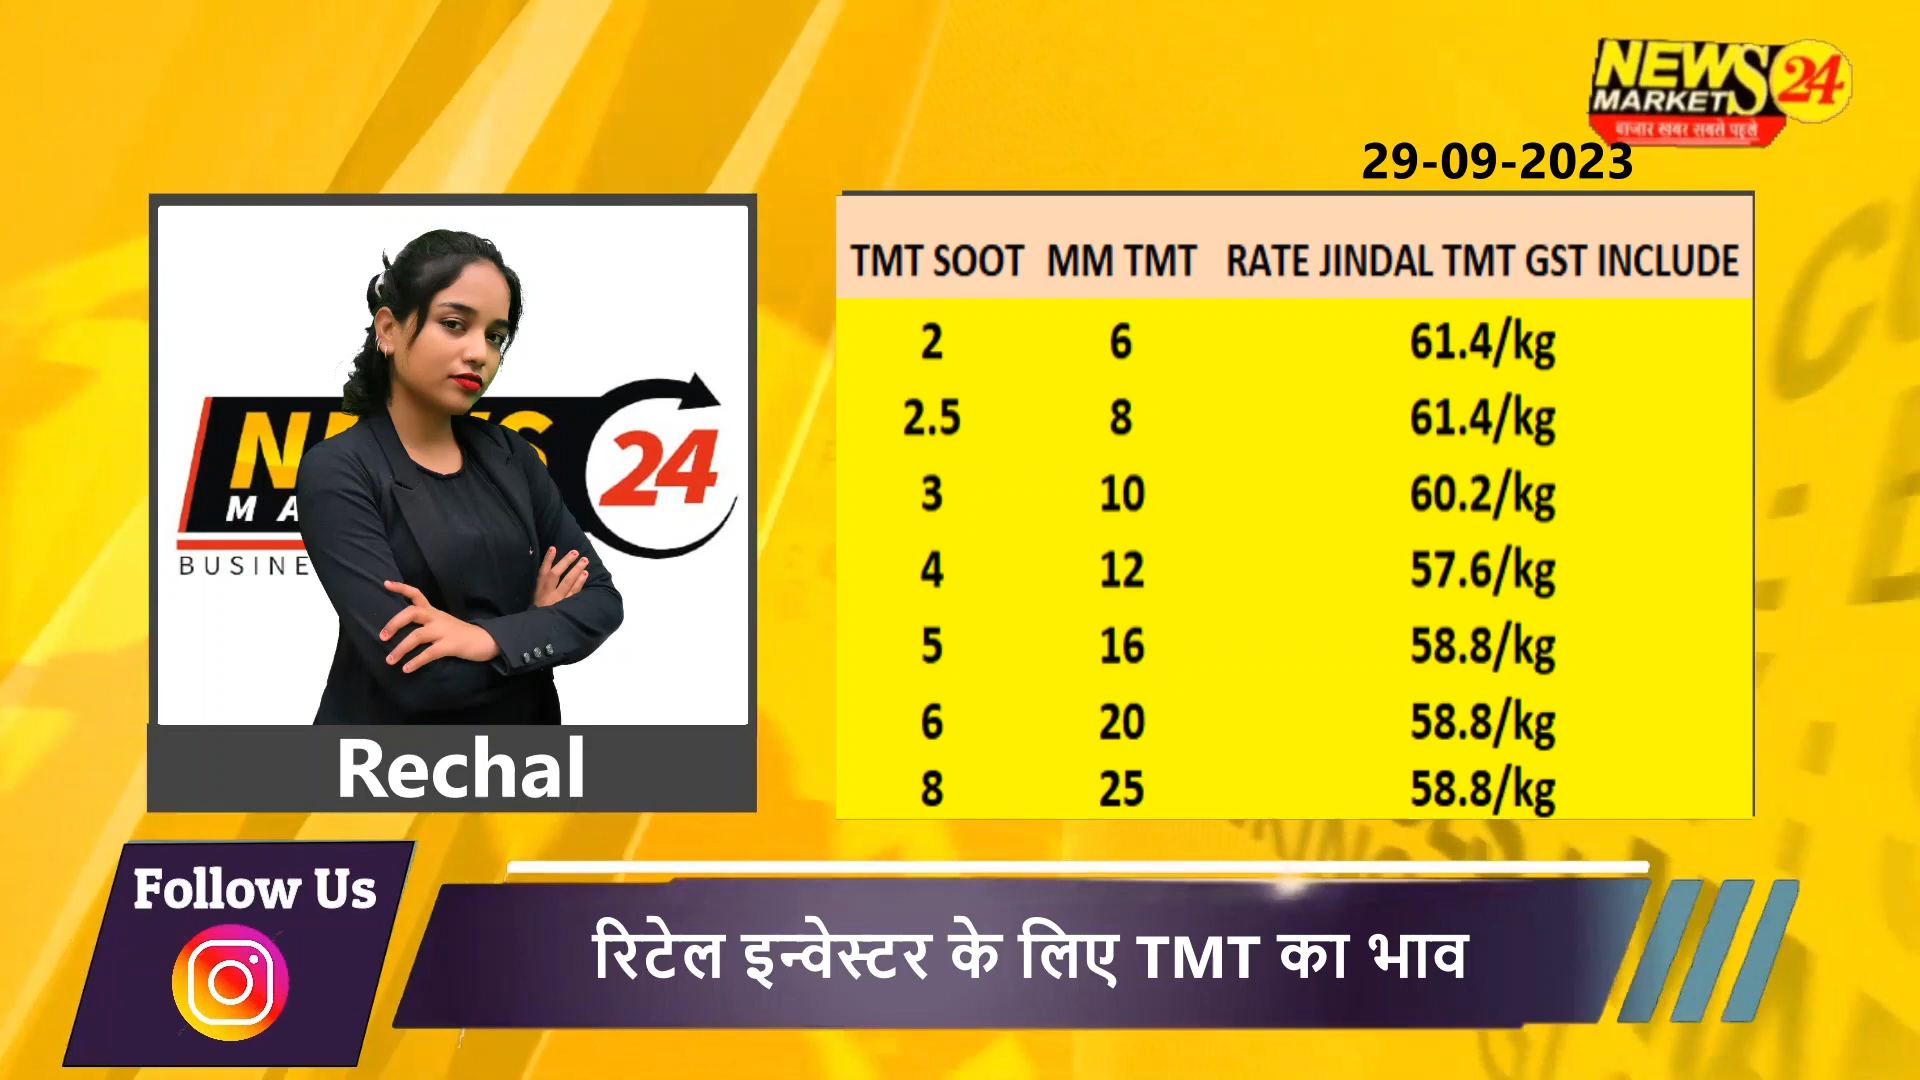 NEWS 24
MARKET
बाजार खबर सबसे पहले
29-09-2023
24
MA
BUSINE
Rechal
TMT SOOT MM TMT RATE JINDAL TMT GST INCLUDE
2 6 61.4/kg
2.5 8 61.4/kg
3 10 60.2/kg
4 12 57.6/kg
5 16 58.8/kg
6 20 58.8/kg
8 25 58.8/kg
Follow Us
रिटेल इन्वेस्टर के लिए TMT का भाव